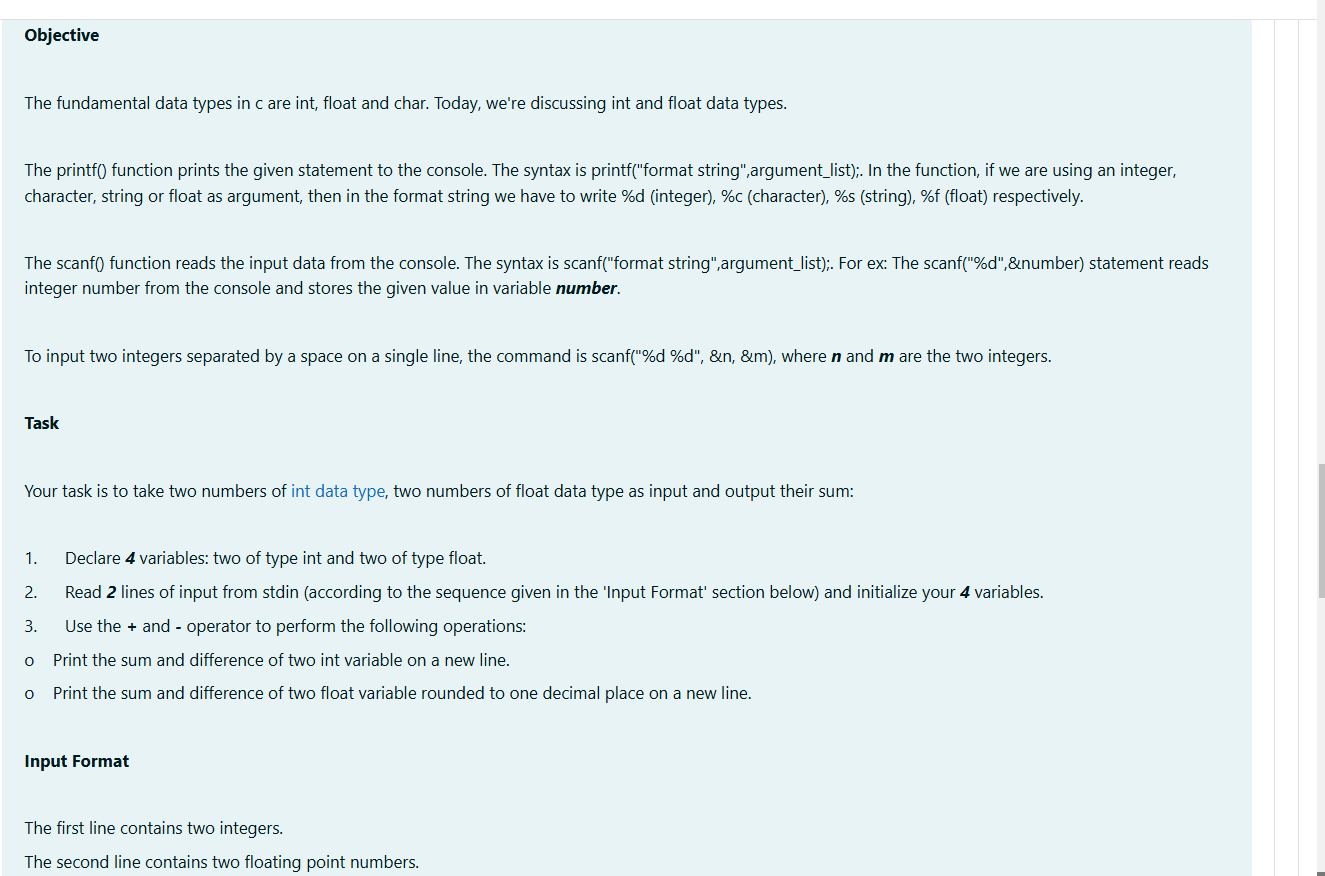 Objective
The fundamental data types in c are int, float and char. Today, we're discussing int and float data types.
The printf() function prints the given statement to the console. The syntax is printf("format string",argument_list);. In the function, if we are using an integer,
character, string or float as argument, then in the format string we have to write %d (integer), %c (character), %s (string), %f (float) respectively.
The scanf() function reads the input data from the console. The syntax is scanf("format string",argument_list);. For ex: The scanf("%d",&number) statement reads
integer number from the console and stores the given value in variable number.
To input two integers separated by a space on a single line, the command is scanf("%d %d", &n, &m), where n and m are the two integers.
Task
Your task is to take two numbers of int data type, two numbers of float data type as input and output their sum:
1. Declare 4 variables: two of type int and two of type float.
2. Read 2 lines of input from stdin (according to the sequence given in the 'Input Format' section below) and initialize your 4 variables.
3. Use the + and - operator to perform the following operations:
o Print the sum and difference of two int variable on a new line.
o Print the sum and difference of two float variable rounded to one decimal place on a new line.
Input Format
The first line contains two integers.
The second line contains two floating point numbers.